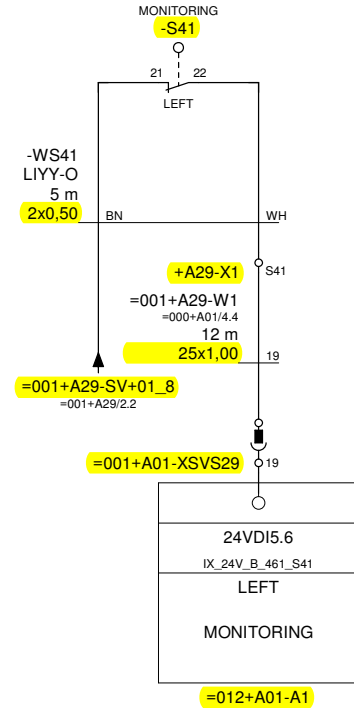 MONITORING
-S41
21 22
LEFT
-WS41
LIYY-O
5 m
2x0,50 BN WH
+A29-X1 S41
=001+A29-W1
=000+A01/4.4
12 m
25x1,00 19
=001+A29-SV+01_8
=001+A29/2.2
=001+A01-XSVS29 19
24VDI5.6
IX_24V_B_461_S41
LEFT
MONITORING
=012+A01-A1